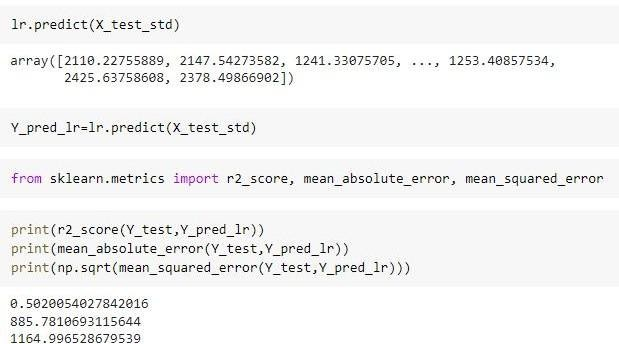 lr.predict(X_test_std)
array([2110.22755889, 2147.54273582, 1241.33075705, ..., 1253.40857534,
2425.63758608, 2378.49866902])
Y_pred_lr=lr.predict(X_test_std)
from sklearn.metrics import r2_score, mean_absolute_error, mean_squared_error
print(r2_score(Y_test,Y_pred_lr))
print(mean_absolute_error(Y_test,Y_pred_lr))
print(np.sqrt(mean_squared_error(Y_test,Y_pred_lr)))
0.5020054027842016
885.7810693115644
1164.996528679539